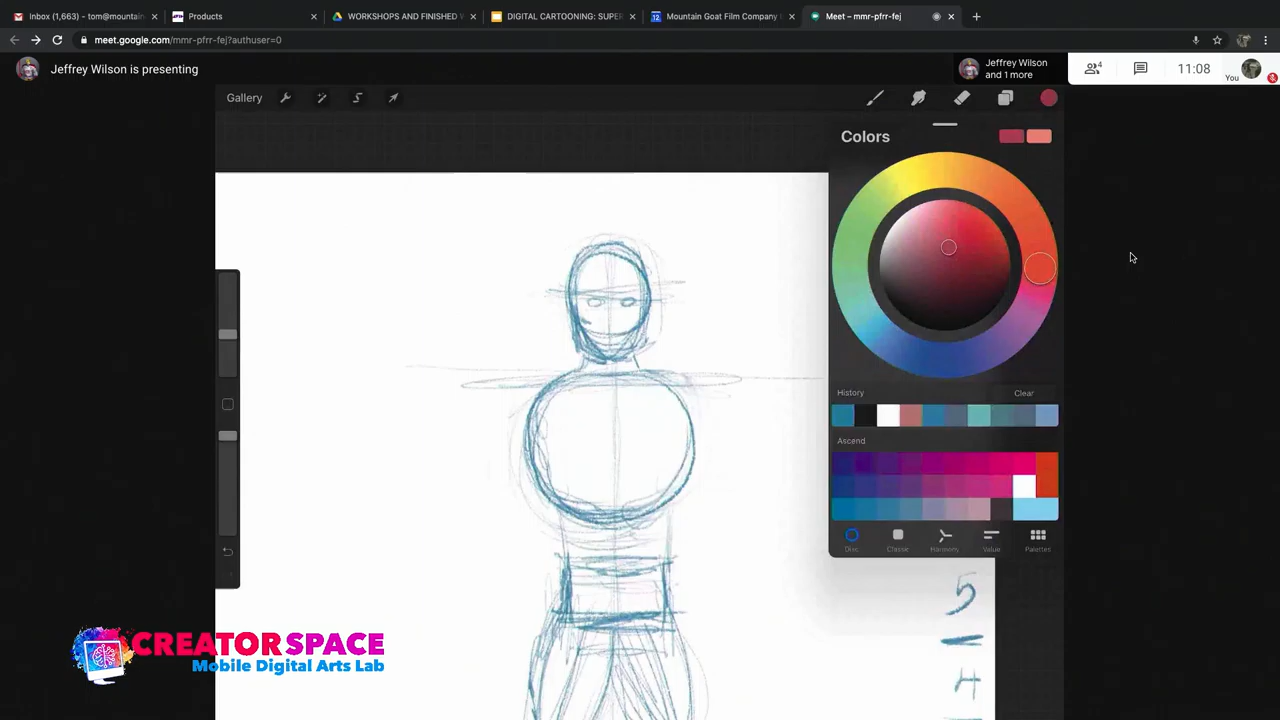 Inbox (1,663) - tom@mountain
Products
WORKSHOPS AND FINISHED W
DIGITAL CARTOONING: SUPER
Mountain Goat Film Company
Meet – mmr-pfrr-fej
meet.google.com/mmr-pfrr-fej?authuser=0
Jeffrey Wilson is presenting
Jeffrey Wilson
and 1 more
4
11:08
You
Gallery
Colors
History
Clear
Ascend
Disc
Classic
Harmony
Value
Palettes
5
4
CREATOR SPACE
Mobile Digital Arts Lab